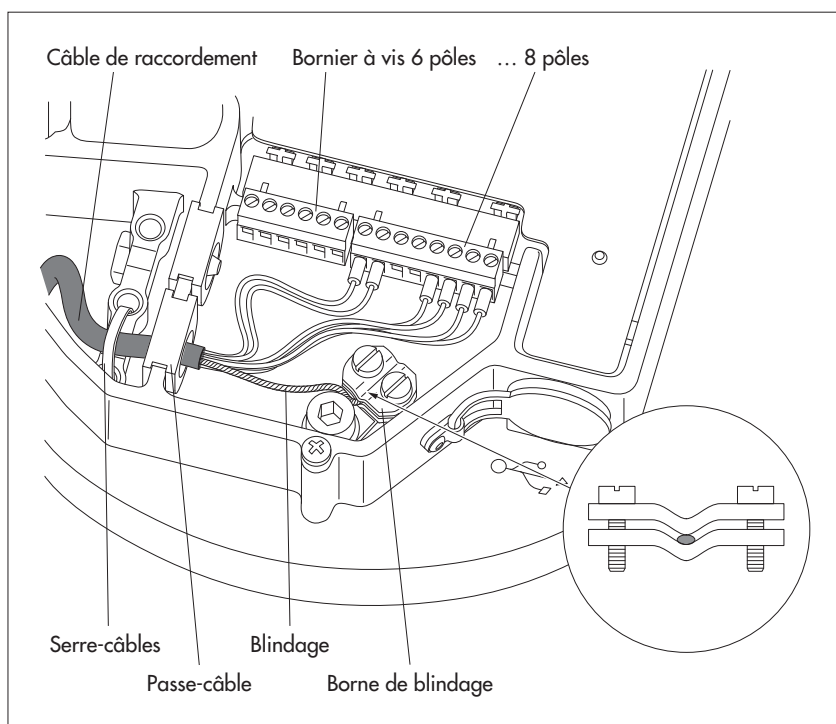 Câble de raccordement
Bornier à vis 6 pôles
… 8 pôles
Serre-câbles
Blindage
Passe-câble
Borne de blindage